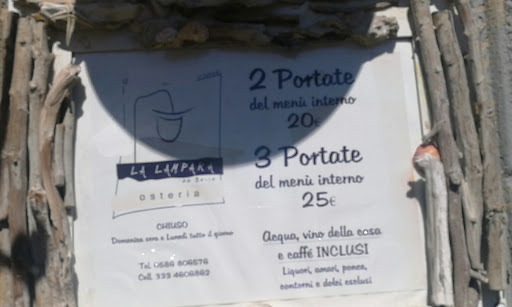 2 Portate
del menù interno
20€
3 Portate
del menù interno
25€
Acqua, vino della casa
e caffè INCLUSI
Liquori, amari, ponce,
contorni e dolci esclusi
LA LAMPARA
osteria
CHIUSO
Domenica sera e Lunedì tutto il giorno